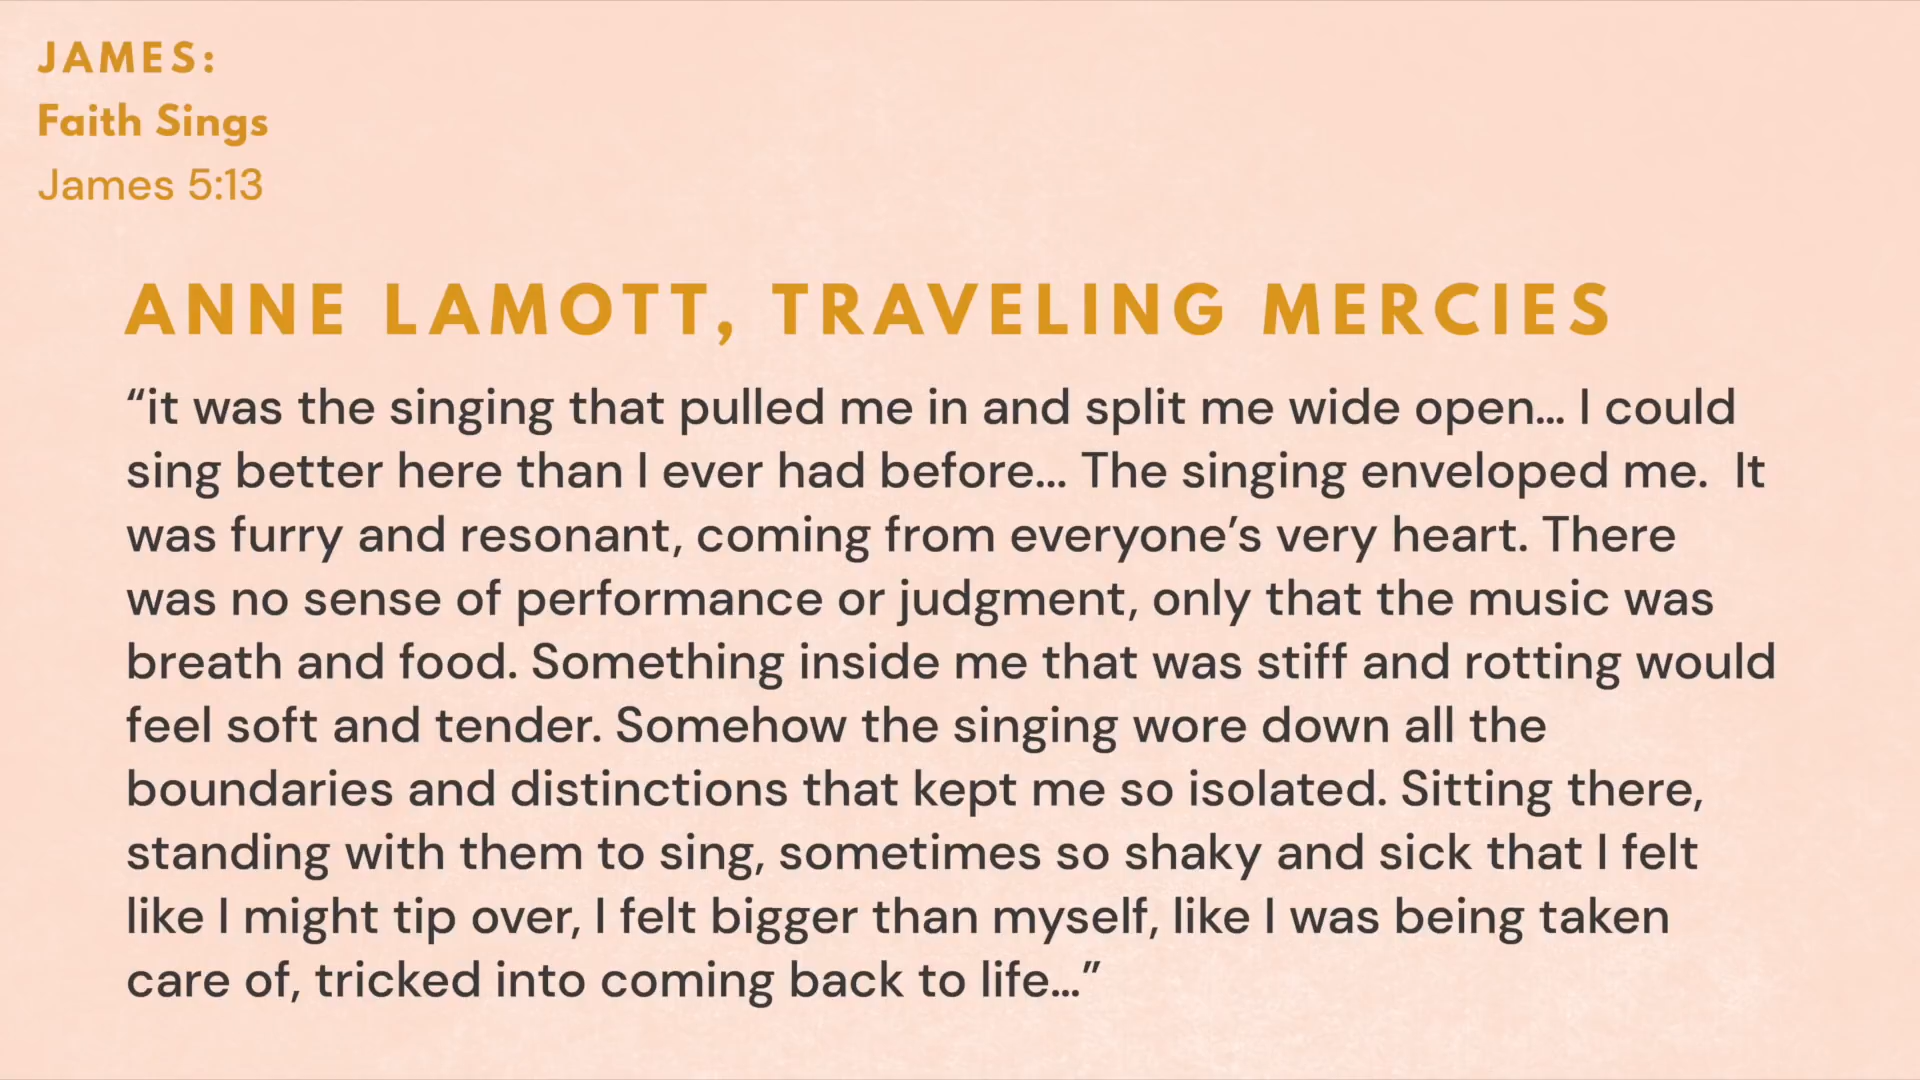 JAMES:
Faith Sings
James 5:13
ANNE LAMOTT, TRAVELING MERCIES
“it was the singing that pulled me in and split me wide open... I could
sing better here than I ever had before... The singing enveloped me.  It
was furry and resonant, coming from everyone’s very heart. There
was no sense of performance or judgment, only that the music was
breath and food. Something inside me that was stiff and rotting would
feel soft and tender. Somehow the singing wore down all the
boundaries and distinctions that kept me so isolated. Sitting there,
standing with them to sing, sometimes so shaky and sick that I felt
like I might tip over, I felt bigger than myself, like I was being taken
care of, tricked into coming back to life...”